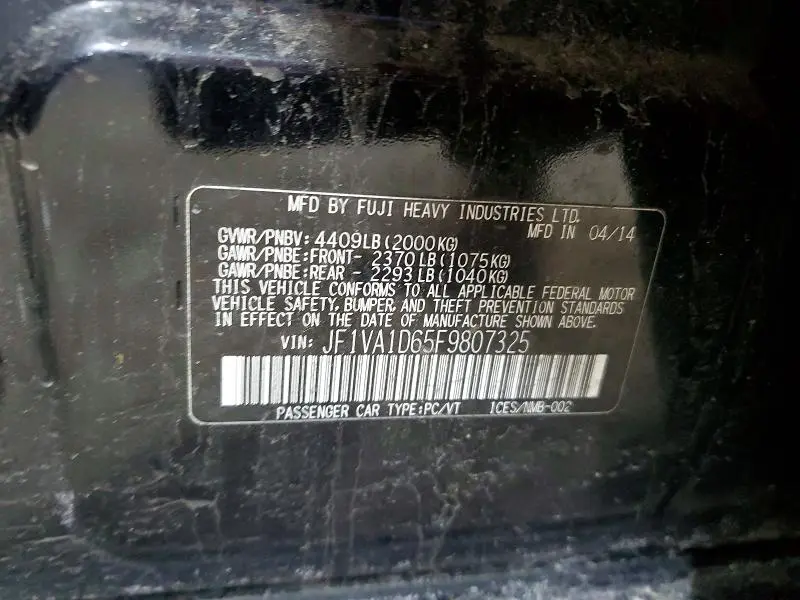 MFD BY FUJI HEAVY INDUSTRIES LTD.
MFD IN 04/14
GVWR/PNBV: 4409LB(2000KG)
GAWR/PNBE:FRONT- 2370LB(1075KG)
GAWR/PNBE:REAR - 2293LB(1040KG)
THIS VEHICLE CONFORMS TO ALL APPLICABLE FEDERAL MOTOR
VEHICLE SAFETY, BUMPER, AND THEFT PREVENTION STANDARDS
IN EFFECT ON THE DATE OF MANUFACTURE SHOWN ABOVE.
VIN: JF1VA1D65F9807325
PASSENGER CAR TYPE:PC/VT ICES/NMB-002